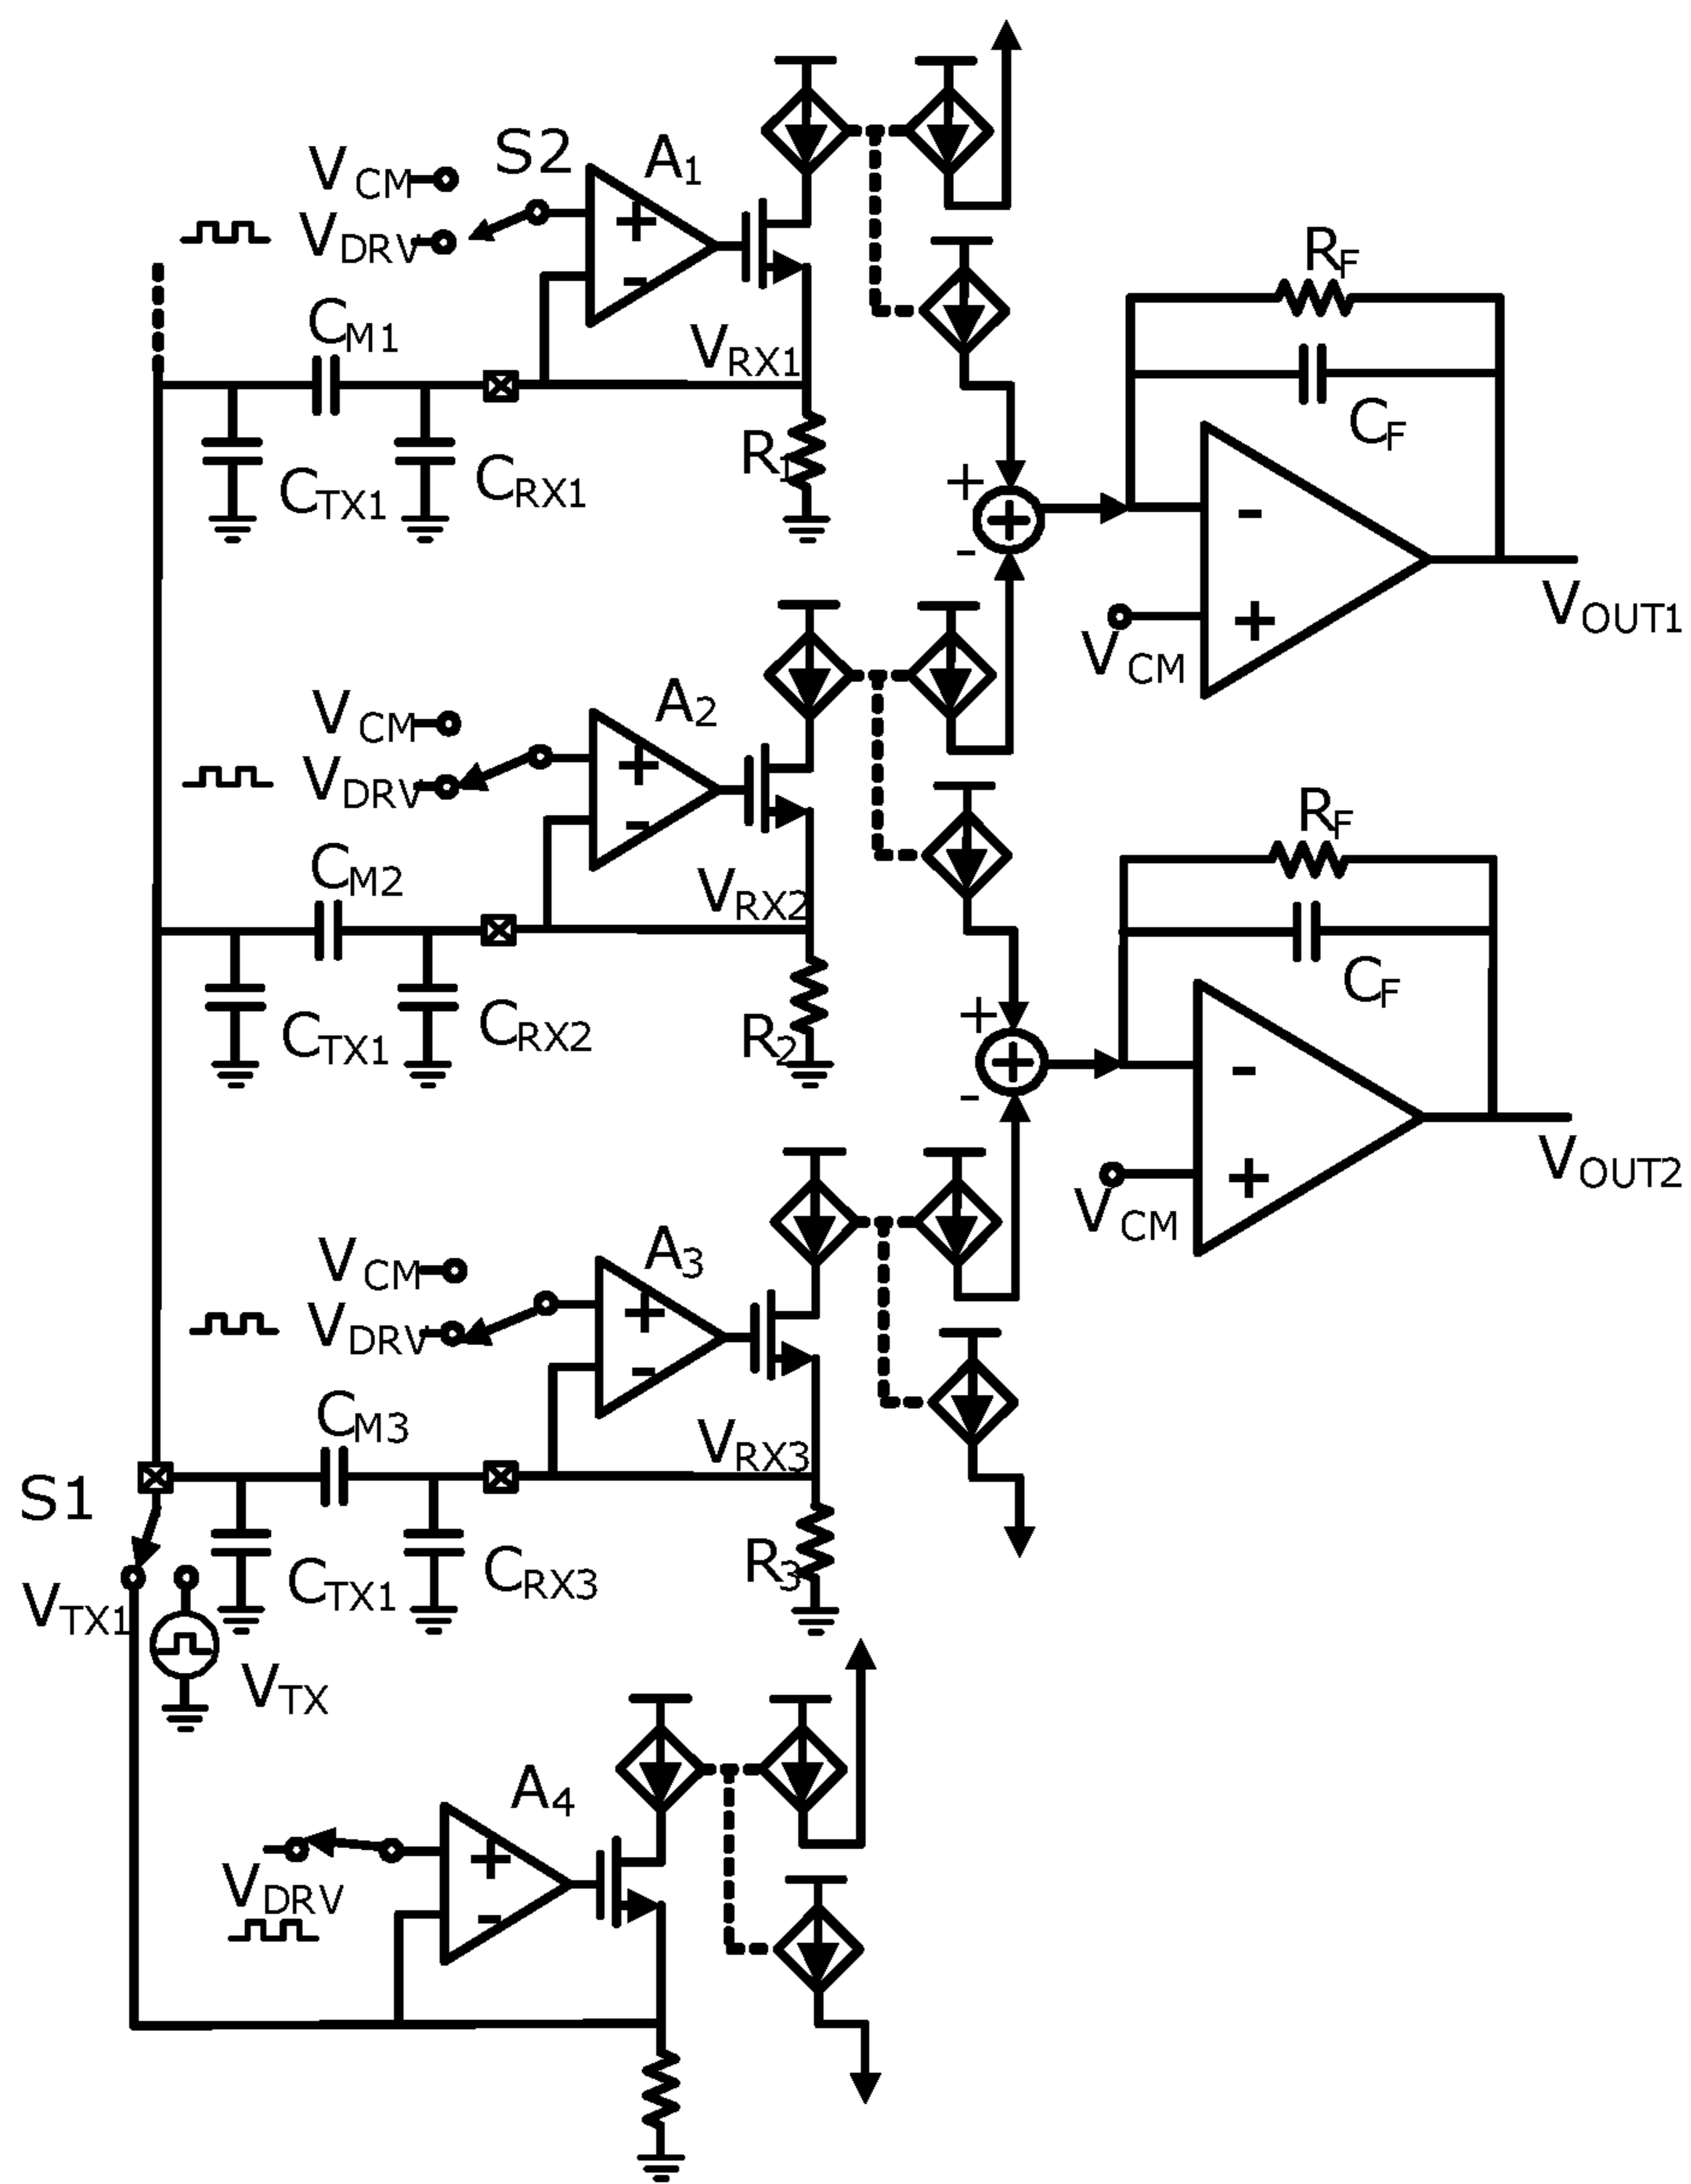 S2
A1
VCM
VDRV
RF
CM1
VRX1
CF
R1
CTX1
CRX1
+
-
VOUT1
VCM
A2
VCM
VDRV
RF
CM2
VRX2
CF
R2
CTX1
CRX2
+
-
VOUT2
VCM
A3
VCM
VDRV
CM3
VRX3
S1
R3
CTX1
CRX3
VTX1
VTX
A4
VDRV